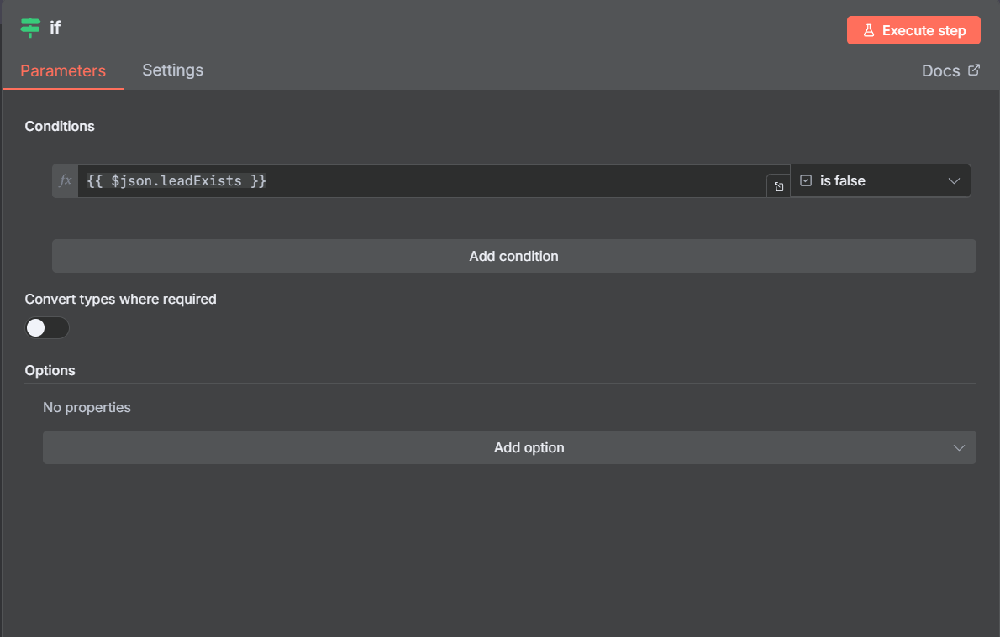 if
Execute step
Parameters Settings Docs
Conditions
fx {{ $json.leadExists }} is false
Add condition
Convert types where required
Options
No properties
Add option